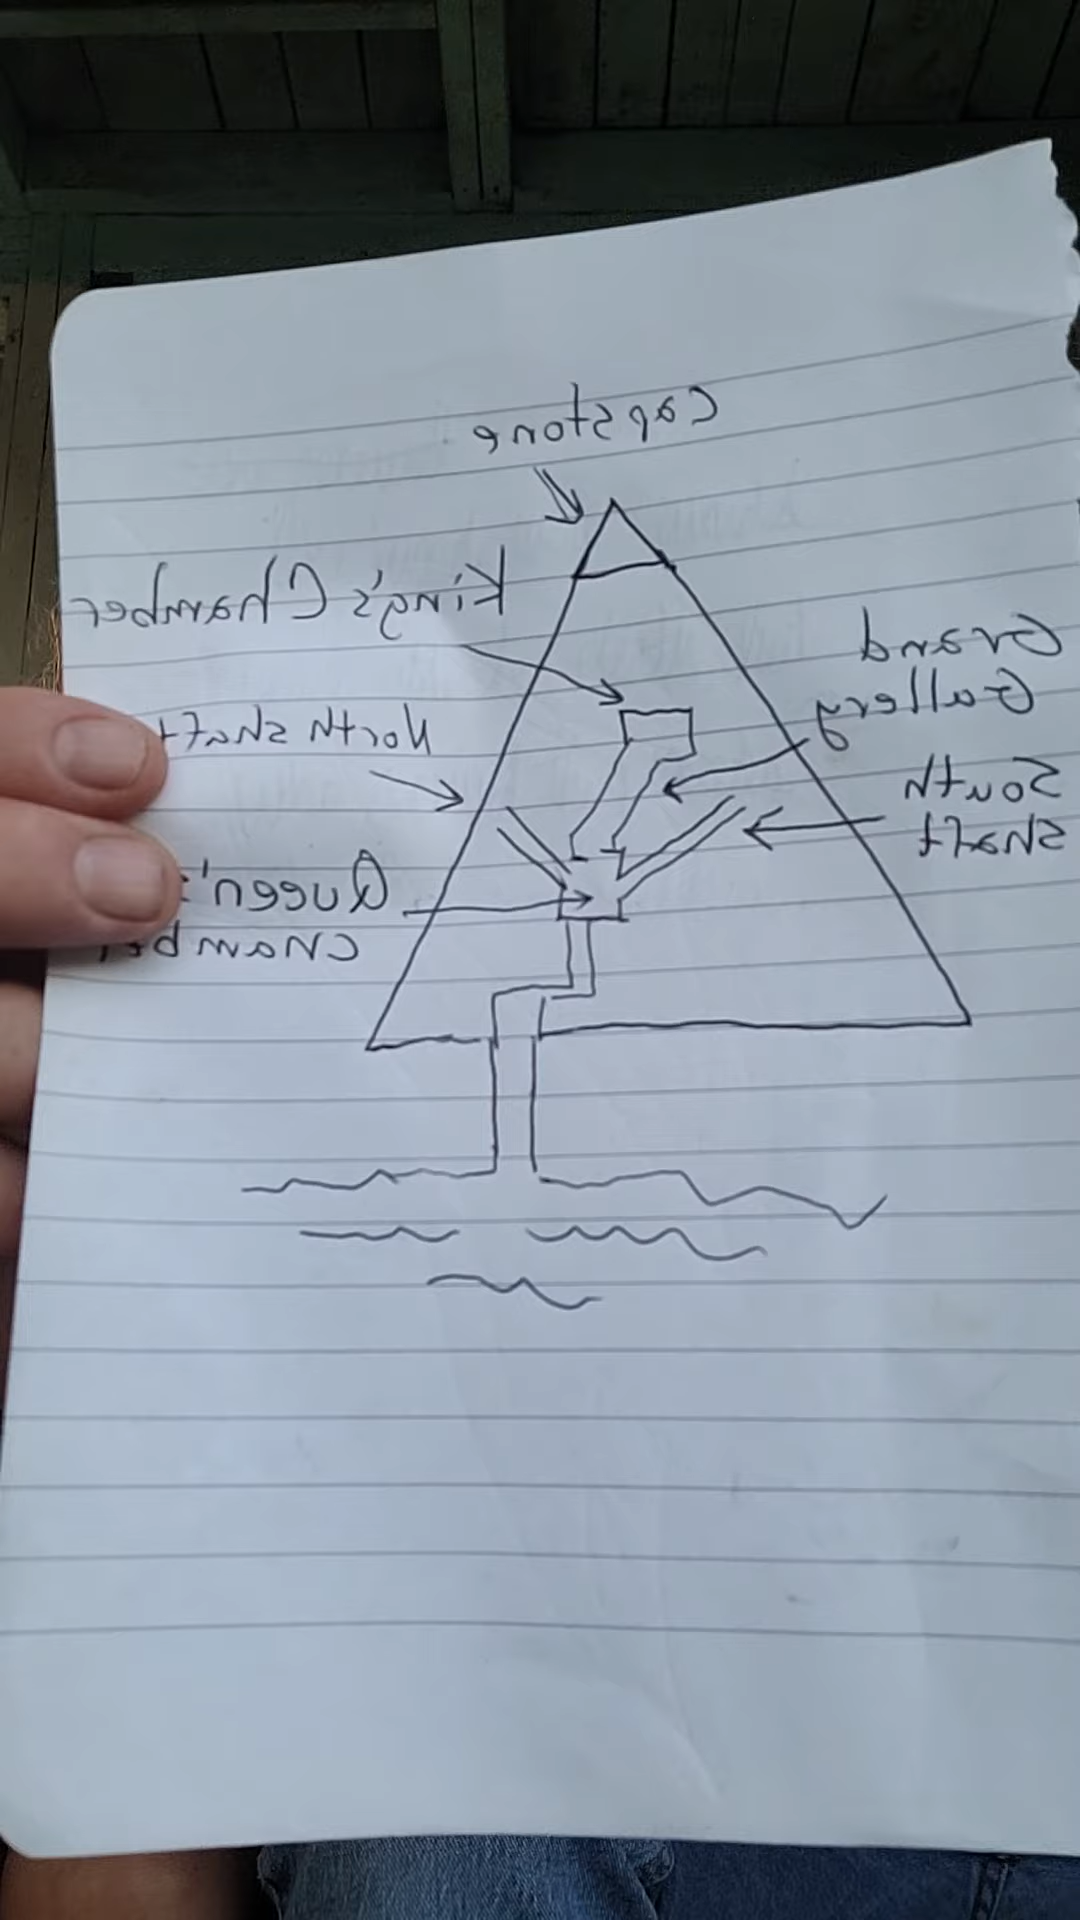 Capstone
King's Chamber
Grand
Gallery
North shaft
South
shaft
Queen's
chamber